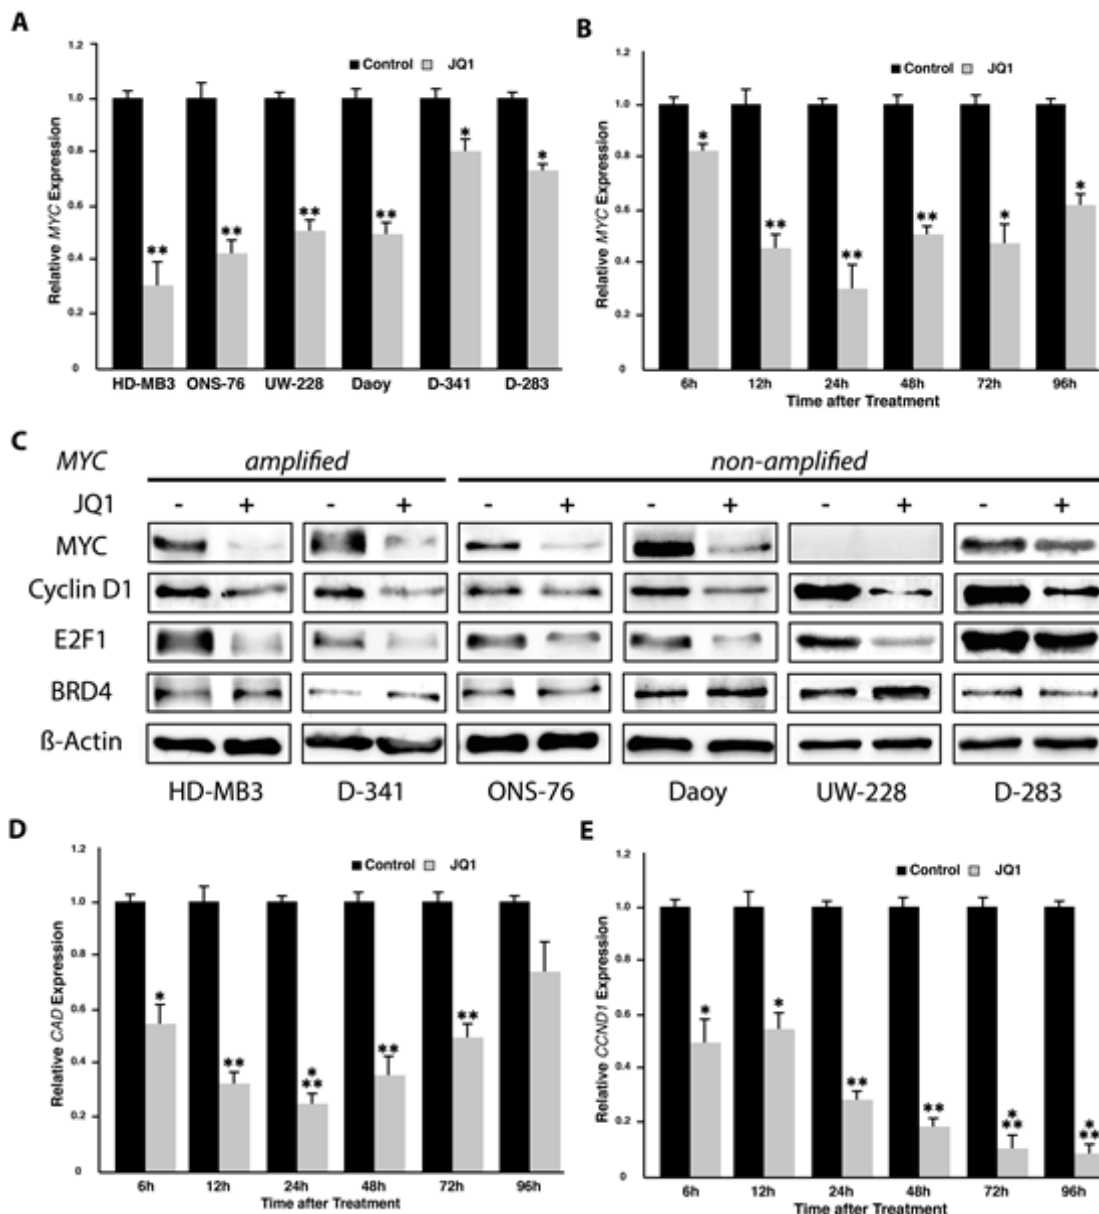 A
1.2
Control JQ1
1.0
0.8
0.6
0.4
0.2
0
Relative MYC Expression
* *
* *
* *
* *
*
*
HD-MB3 ONS-76 UW-228 Daoy D-341 D-283
B
1.2
Control JQ1
1.0
0.8
0.6
0.4
0.2
0
Relative MYC Expression
*
* *
* *
* *
*
*
6h 12h 24h 48h 72h 96h
Time after Treatment
C
MYC amplified non-amplified
JQ1 - + - + - + - + - + - +
MYC
Cyclin D1
E2F1
BRD4
ß-Actin
HD-MB3 D-341 ONS-76 Daoy UW-228 D-283
D
1.2
Control JQ1
1.0
0.8
0.6
0.4
0.2
0
Relative CAD Expression
*
* *
*
* *
* *
* *
6h 12h 24h 48h 72h 96h
Time after Treatment
E
1.2
Control JQ1
1.0
0.8
0.6
0.4
0.2
0
Relative CCND1 Expression
*
*
* *
* *
*
* *
*
* *
6h 12h 24h 48h 72h 96h
Time after Treatment